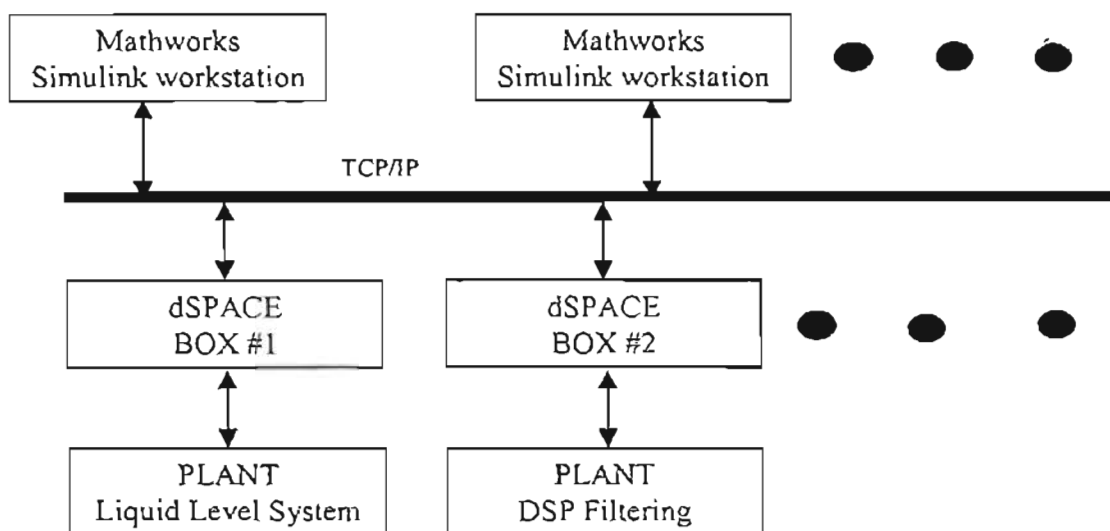 Mathworks
Simulink workstation
Mathworks
Simulink workstation
TCP/IP
dSPACE
BOX #1
dSPACE
BOX #2
PLANT
Liquid Level System
PLANT
DSP Filtering